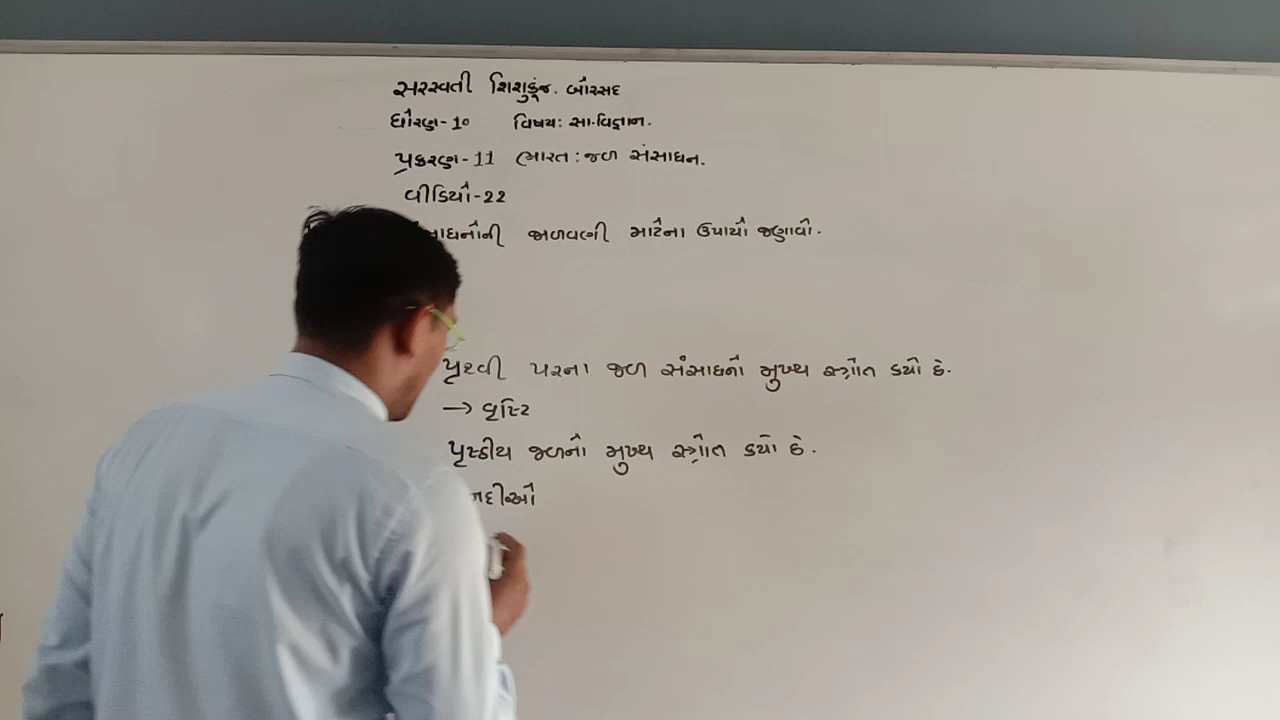 સરસ્વતી શિશુકુંજ. બોરસદ
ધોરણ-10 વિષય: સા.વિજ્ઞાન.
પ્રકરણ-11 ભારત: જળ સંસાધન.
વીડિયો-22
જાળવણી માટેના ઉપાયો જણાવો.
પૃથ્વી પરના જળ સંસાધનો મુખ્ય સ્ત્રોત કયો છે.
→ વૃષ્ટિ
પૃષ્ઠીય જળનો મુખ્ય સ્ત્રોત કયો છે.
નદીઓ